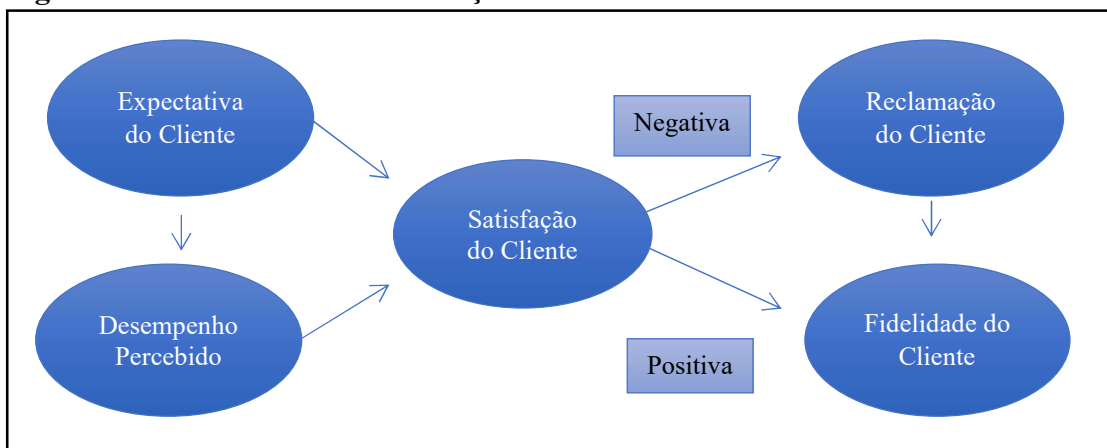 Expectativa
do Cliente
Desempenho
Percebido
Satisfação
do Cliente
Negativa
Positiva
Reclamação
do Cliente
Fidelidade do
Cliente